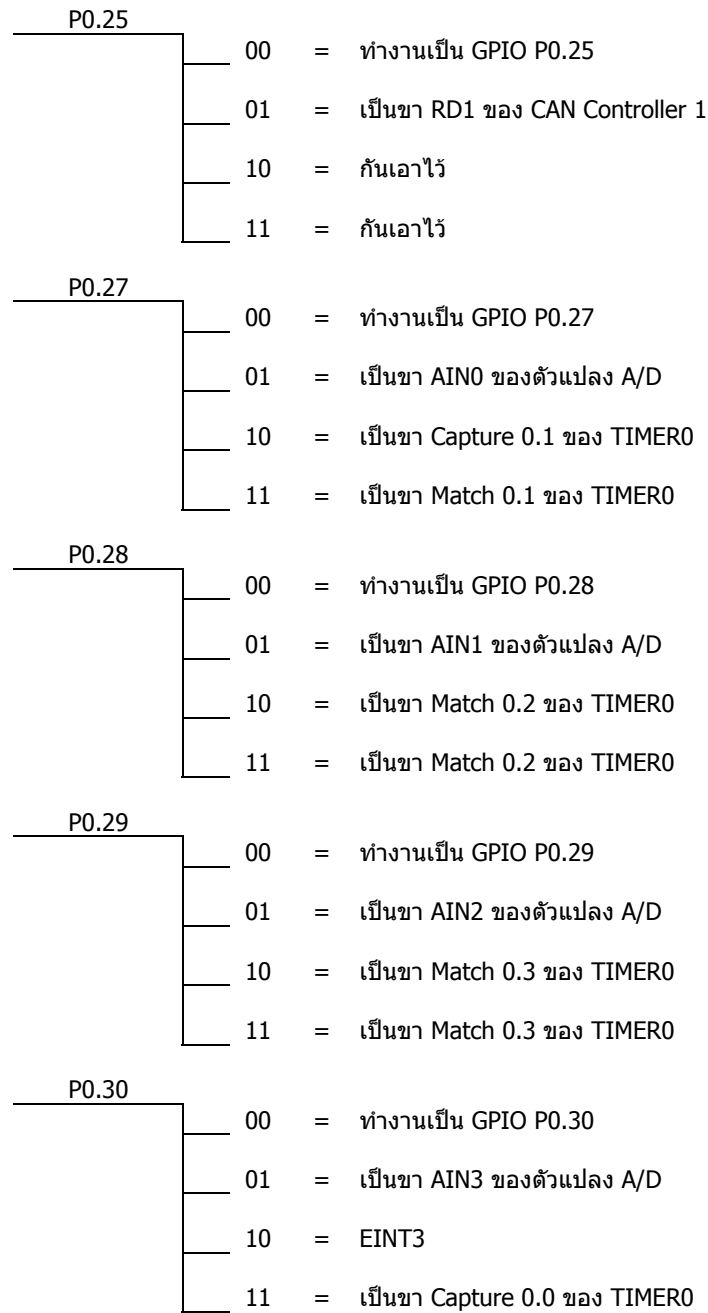 P0.25
00 = ทำงานเป็น GPIO P0.25
01 = เป็นขา RD1 ของ CAN Controller 1
10 = กันเอาไว้
11 = กันเอาไว้
P0.27
00 = ทำงานเป็น GPIO P0.27
01 = เป็นขา AIN0 ของตัวแปลง A/D
10 = เป็นขา Capture 0.1 ของ TIMER0
11 = เป็นขา Match 0.1 ของ TIMER0
P0.28
00 = ทำงานเป็น GPIO P0.28
01 = เป็นขา AIN1 ของตัวแปลง A/D
10 = เป็นขา Match 0.2 ของ TIMER0
11 = เป็นขา Match 0.2 ของ TIMER0
P0.29
00 = ทำงานเป็น GPIO P0.29
01 = เป็นขา AIN2 ของตัวแปลง A/D
10 = เป็นขา Match 0.3 ของ TIMER0
11 = เป็นขา Match 0.3 ของ TIMER0
P0.30
00 = ทำงานเป็น GPIO P0.30
01 = เป็นขา AIN3 ของตัวแปลง A/D
10 = EINT3
11 = เป็นขา Capture 0.0 ของ TIMER0